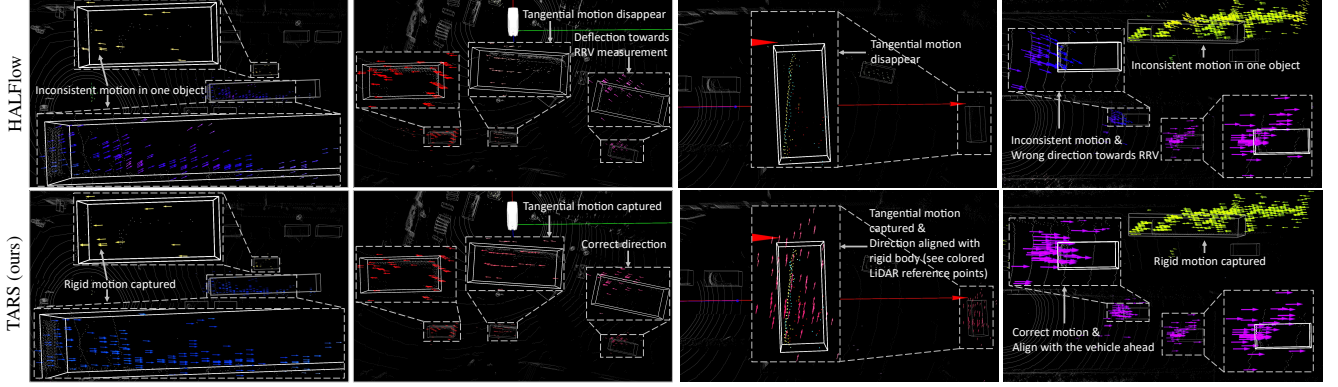 HALFlow
Inconsistent motion in one object
Tangential motion disappear
Deflection towards
RRV measurement
Tangential motion
disappear
Inconsistent motion in one object
Inconsistent motion &
Wrong direction towards RRV
TARS (ours)
Rigid motion captured
Tangential motion captured
Correct direction
Tangential motion
captured &
Direction aligned with
rigid body (see colored
LiDAR reference points)
Rigid motion captured
Correct motion &
Align with the vehicle ahead